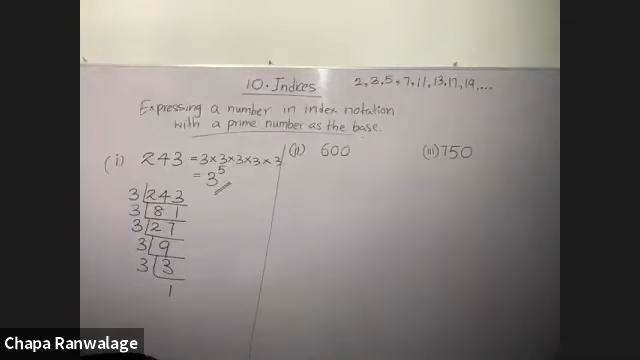 10. Indices
2, 3, 5, 7, 11, 13, 17, 19, ...
Expressing a number in index notation
with a prime number as the base.
(i) 243 = 3 × 3 × 3 × 3 × 3
= 3⁵
3 243
3 81
3 27
3 9
3 3
1
(ii) 600
(iii) 750
Chapa Ranwalage